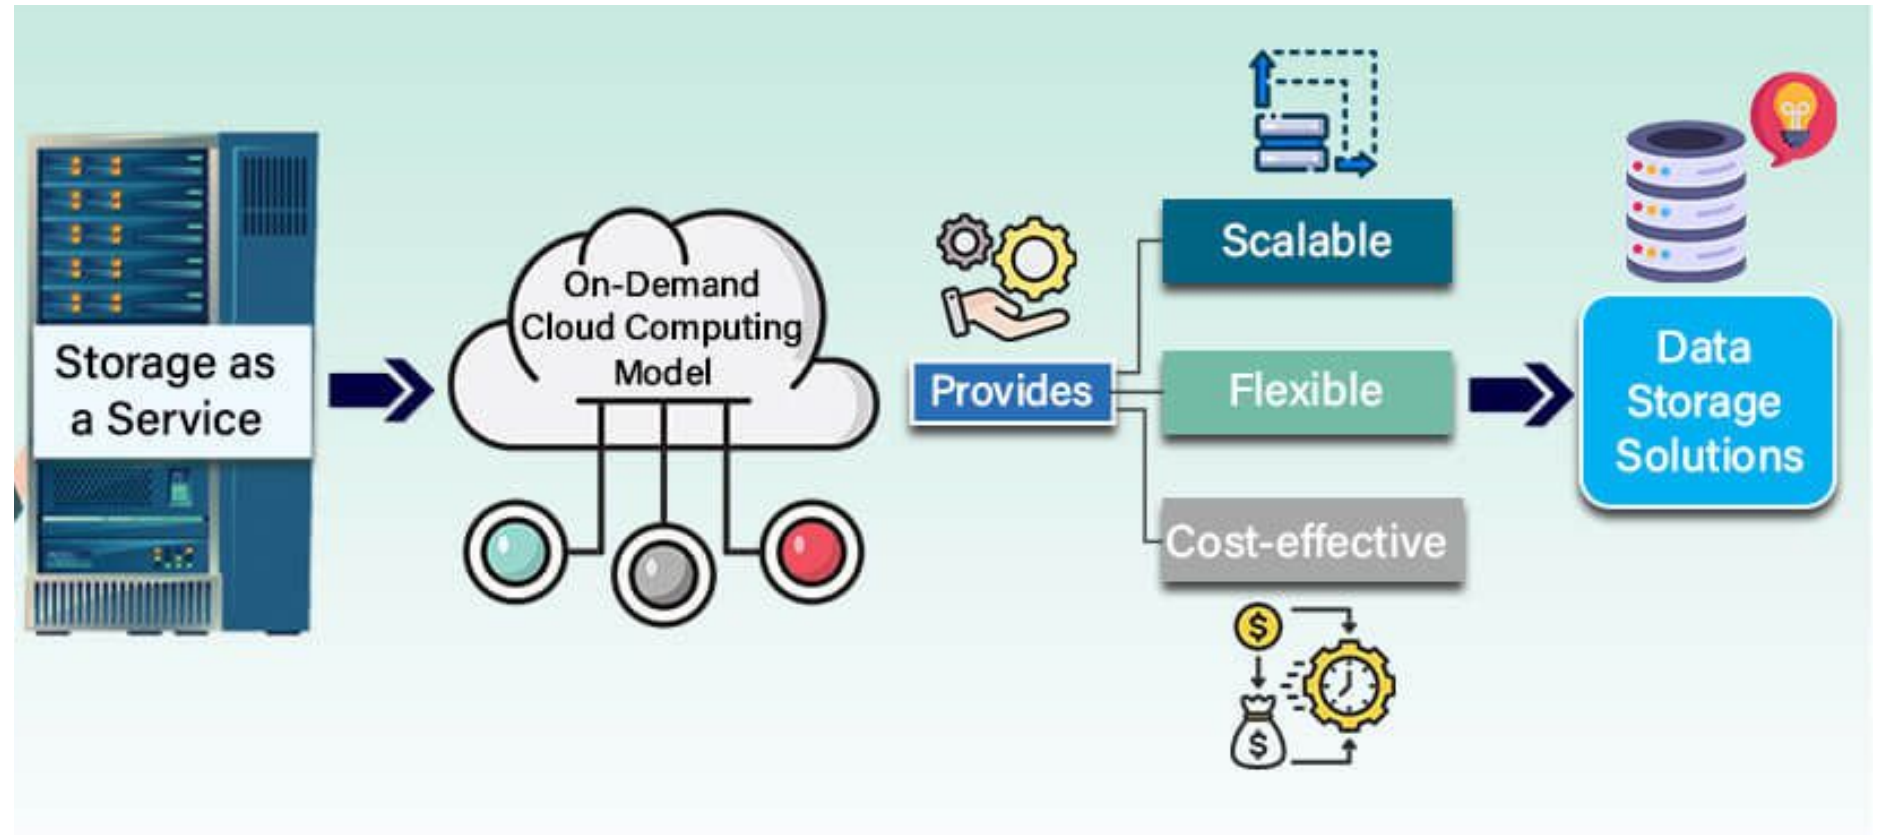 Storage as
a Service
On-Demand
Cloud Computing
Model
Provides
Scalable
Flexible
Cost-effective
$
$
Data
Storage
Solutions